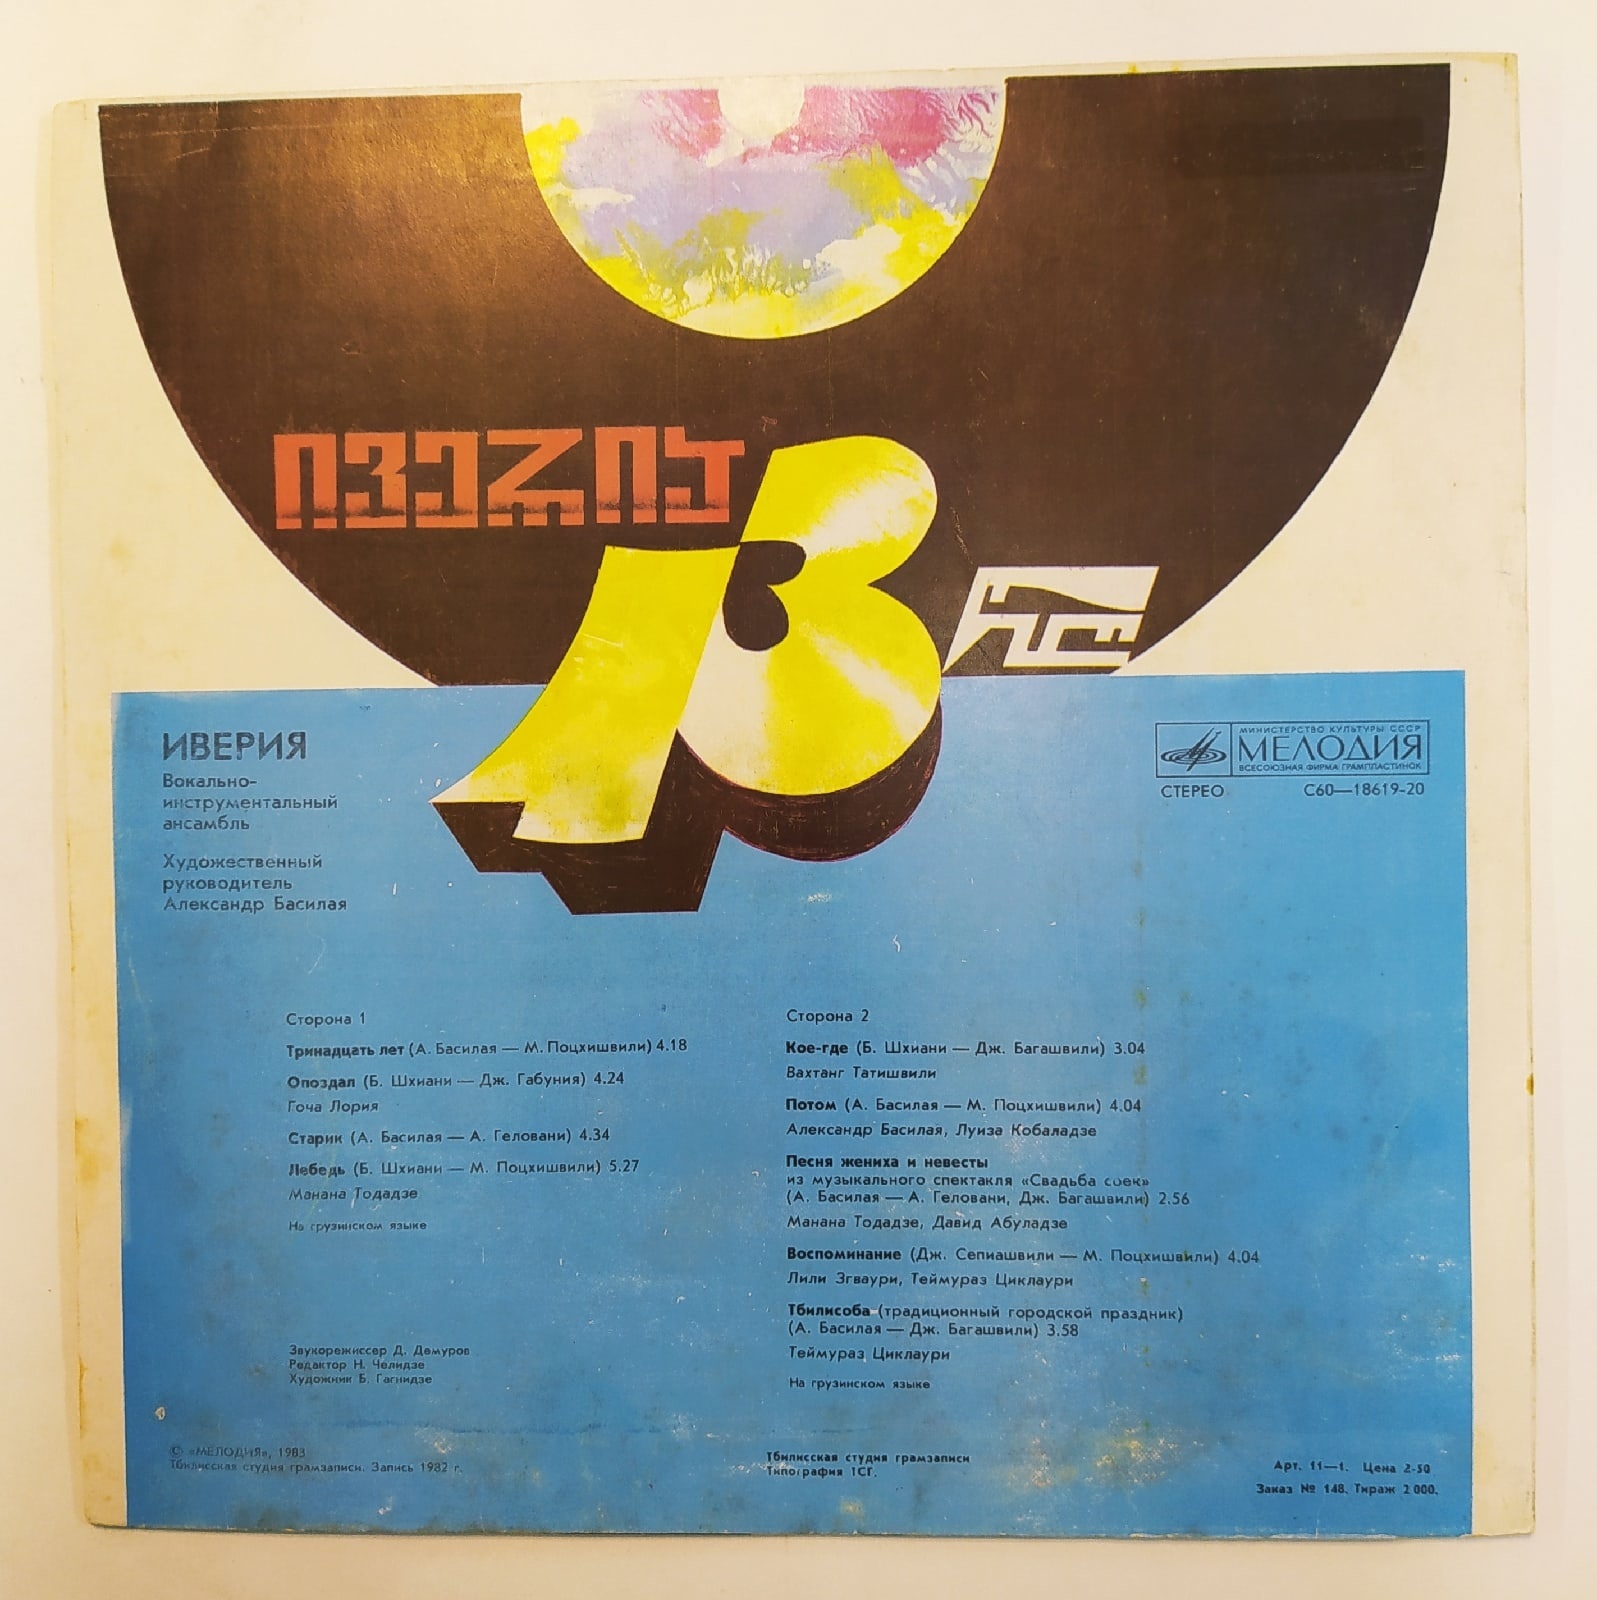 ივერია
13
წელი
ИВЕРИЯ
Вокально-
инструментальный
ансамбль
Художественный
руководитель
Александр Басилая
МИНИСТЕРСТВО КУЛЬТУРЫ СССР
МЕЛОДИЯ
ВСЕСОЮЗНАЯ ФИРМА ГРАМПЛАСТИНОК
СТЕРЕО С60—18619-20
Сторона 1
Тринадцать лет (А. Басилая — М. Поцхишвили) 4.18
Опоздал (Б. Шхиани — Дж. Габуния) 4.24
Гоча Лория
Старик (А. Басилая — А. Геловани) 4.34
Лебедь (Б. Шхиани — М. Поцхишвили) 5.27
Манана Тодадзе
На грузинском языке
Звукорежиссер Д. Демуров
Редактор Н. Челидзе
Художник Б. Гагнидзе
Сторона 2
Кое-где (Б. Шхиани — Дж. Багашвили) 3.04
Вахтанг Татишвили
Потом (А. Басилая — М. Поцхишвили) 4.04
Александр Басилая, Луиза Кобаладзе
Песня жениха и невесты
из музыкального спектакля «Свадьба соек»
(А. Басилая — А. Геловани, Дж. Багашвили) 2.56
Манана Тодадзе, Давид Абуладзе
Воспоминание (Дж. Сепиашвили — М. Поцхишвили) 4.04
Лили Згваури, Теймураз Циклаури
Тбилисоба (традиционный городской праздник)
(А. Басилая — Дж. Багашвили) 3.58
Теймураз Циклаури
На грузинском языке
© «МЕЛОДИЯ», 1983
Тбилисская студия грамзаписи. Запись 1982 г.
Тбилисская студия грамзаписи
Типография 1СГ.
Арт. 11—1. Цена 2-50
Заказ № 148. Тираж 2 000.